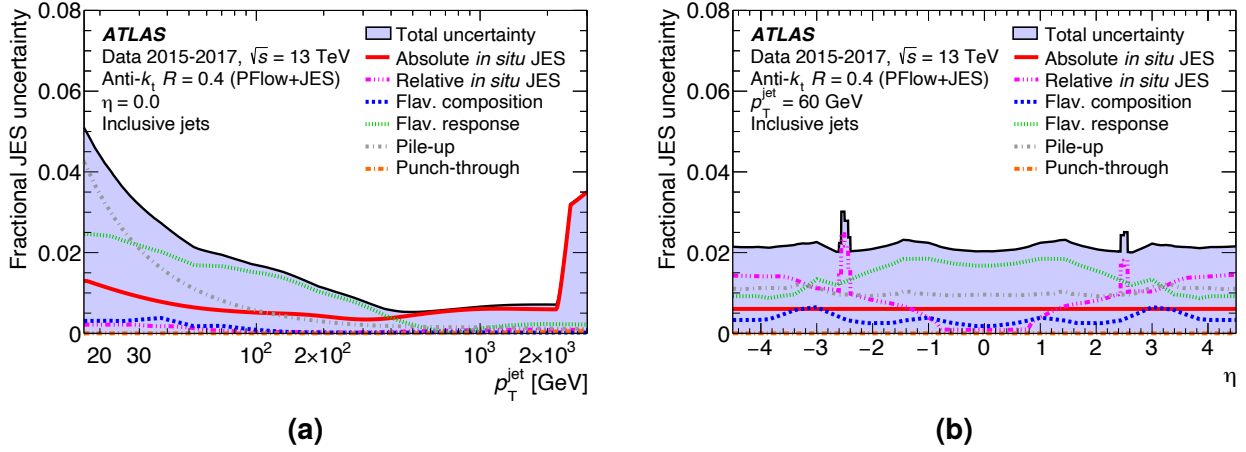 ATLAS
Data 2015-2017, √s = 13 TeV
Anti-kt R = 0.4 (PFlow+JES)
η = 0.0
Inclusive jets
Total uncertainty
Absolute in situ JES
Relative in situ JES
Flav. composition
Flav. response
Pile-up
Punch-through
Fractional JES uncertainty
0.08
0.06
0.04
0.02
0
20 30 10² 2×10² 10³ 2×10³
pTjet [GeV]
(a)
ATLAS
Data 2015-2017, √s = 13 TeV
Anti-kt R = 0.4 (PFlow+JES)
pTjet = 60 GeV
Inclusive jets
Total uncertainty
Absolute in situ JES
Relative in situ JES
Flav. composition
Flav. response
Pile-up
Punch-through
Fractional JES uncertainty
0.08
0.06
0.04
0.02
0
−4 −3 −2 −1 0 1 2 3 4
η
(b)